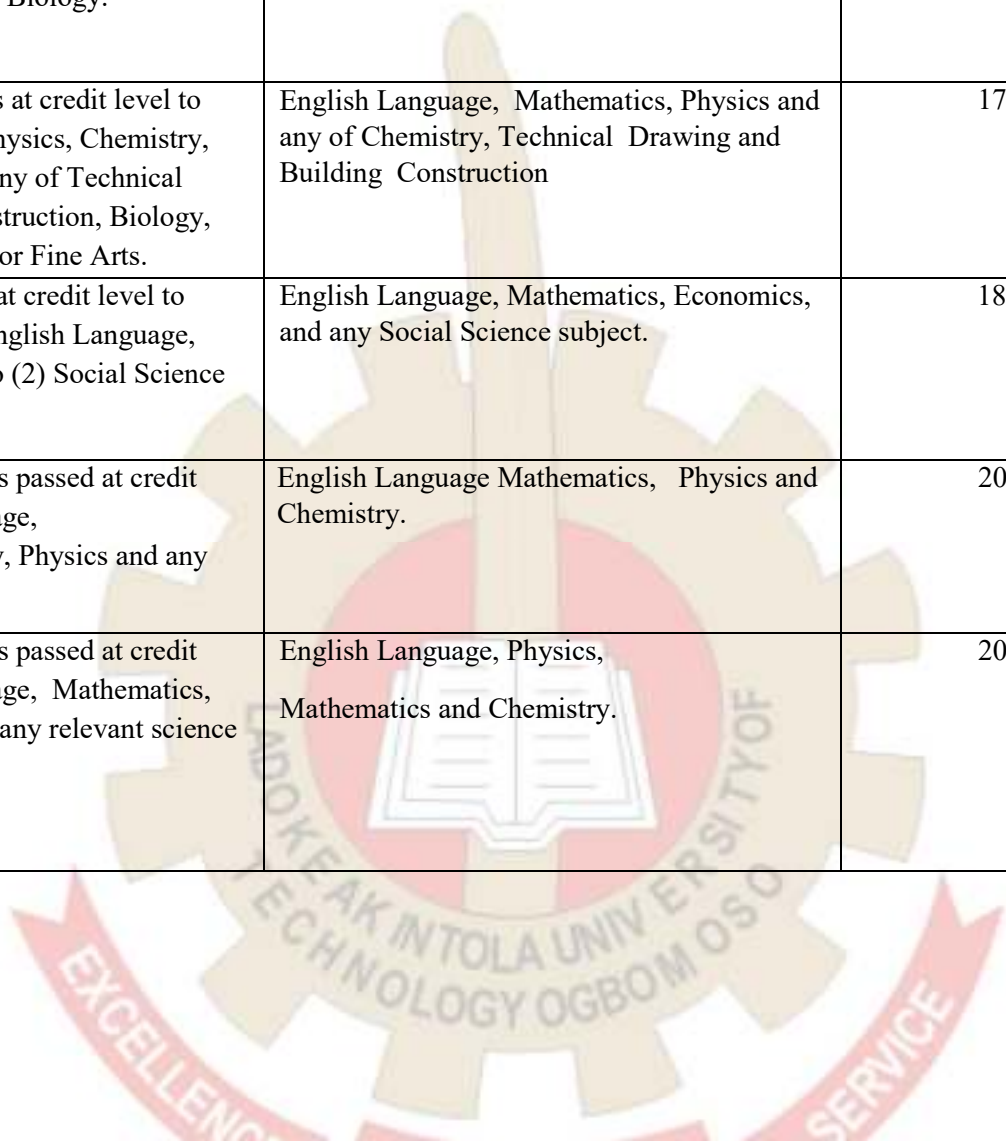 Biology.
s at credit level to
hysics, Chemistry,
ny of Technical
struction, Biology,
or Fine Arts.
English Language, Mathematics, Physics and
any of Chemistry, Technical Drawing and
Building Construction
17
at credit level to
nglish Language,
o (2) Social Science
English Language, Mathematics, Economics,
and any Social Science subject.
18
s passed at credit
ge,
y, Physics and any
English Language Mathematics, Physics and
Chemistry.
20
s passed at credit
ge, Mathematics,
any relevant science
English Language, Physics,
Mathematics and Chemistry.
20
LADOKE AKINTOLA UNIVERSITY OF
TECHNOLOGY OGBOMOSO
EXCELLENC
SERVICE